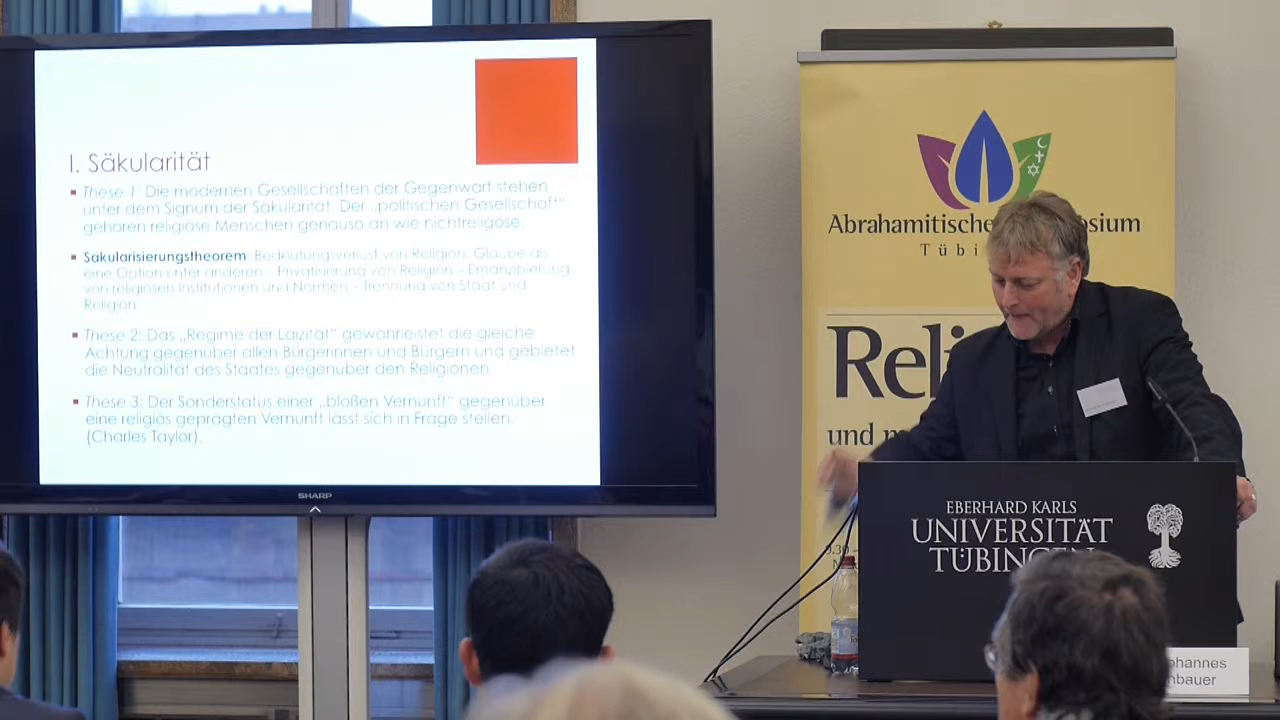 I. Säkularität
These 1: Die modernen Gesellschaften der Gegenwart stehen
unter dem Signum der Säkularität. Der „politischen Gesellschaft“
gehören religiöse Menschen genauso an wie nichtreligiöse.
Säkularisierungstheorem: Bedeutungsverlust von Religion: Glaube als
eine Option unter anderen – Privatisierung von Religion – Emanzipierung
von religiösen Institutionen und Normen – Trennung von Staat und
Religion
These 2: Das „Regime der Laizität“ gewährleistet die gleiche
Achtung gegenüber allen Bürgerinnen und Bürgern und gebietet
die Neutralität des Staates gegenüber den Religionen.
These 3: Der Sonderstatus einer „bloßen Vernunft“ gegenüber
eine religiös geprägten Vernunft lässt sich in Frage stellen.
(Charles Taylor).
SHARP
Abrahamitische osium
Tübi
Reli
und m
EBERHARD KARLS
UNIVERSITÄT
TÜBINGEN
ohannes
nbauer